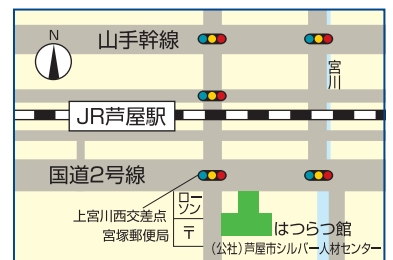 N
山手幹線
宮川
JR芦屋駅
国道2号線
上宮川西交差点
ローソン
宮塚郵便局
〒
はつらつ館
(公社)芦屋市シルバー人材センター